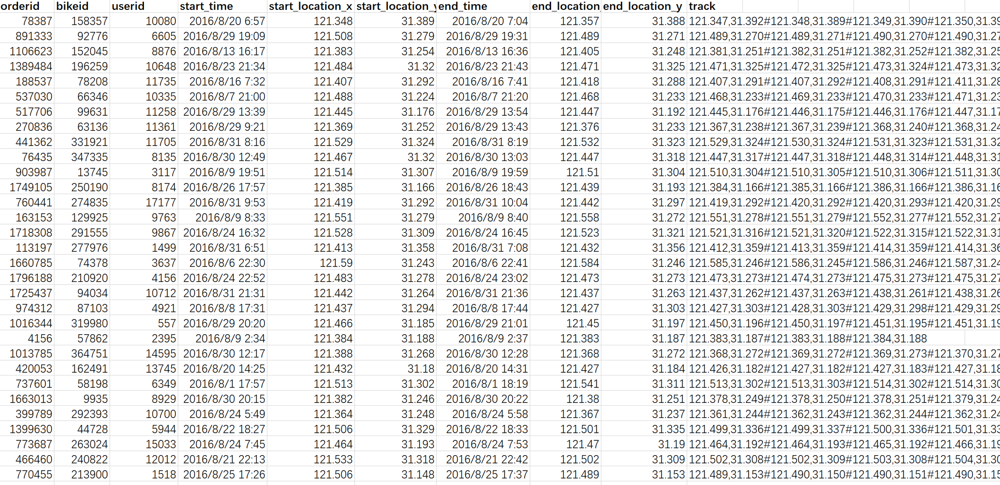 orderid bikeid userid start_time start_location_x start_location_y end_time end_location_ end_location_y track
78387 158357 10080 2016/8/20 6:57 121.348 31.389 2016/8/20 7:04 121.357 31.388 121.347,31.392#121.348,31.389#121.349,31.390#121.350,31.39
891333 92776 6605 2016/8/29 19:09 121.508 31.279 2016/8/29 19:31 121.489 31.271 121.489,31.270#121.489,31.271#121.490,31.270#121.490,31.27
1106623 152045 8876 2016/8/13 16:17 121.383 31.254 2016/8/13 16:36 121.405 31.248 121.381,31.251#121.382,31.251#121.382,31.252#121.382,31.25
1389484 196259 10648 2016/8/23 21:34 121.484 31.32 2016/8/23 21:43 121.471 31.325 121.471,31.325#121.472,31.325#121.473,31.324#121.473,31.32
188537 78208 11735 2016/8/16 7:32 121.407 31.292 2016/8/16 7:41 121.418 31.288 121.407,31.291#121.407,31.292#121.408,31.291#121.411,31.28
537030 66346 10335 2016/8/7 21:00 121.488 31.224 2016/8/7 21:20 121.468 31.233 121.468,31.233#121.469,31.233#121.470,31.233#121.471,31.23
517706 99631 11258 2016/8/29 13:39 121.445 31.176 2016/8/29 13:54 121.447 31.192 121.445,31.176#121.446,31.175#121.446,31.176#121.447,31.17
270836 63136 11361 2016/8/29 9:21 121.369 31.252 2016/8/29 13:43 121.376 31.233 121.367,31.238#121.367,31.239#121.368,31.240#121.368,31.24
441362 331921 11705 2016/8/31 8:16 121.529 31.324 2016/8/31 8:19 121.532 31.323 121.529,31.324#121.530,31.324#121.531,31.323#121.531,31.32
76435 347335 8135 2016/8/30 12:49 121.467 31.32 2016/8/30 13:03 121.447 31.318 121.447,31.317#121.447,31.318#121.448,31.314#121.448,31.31
903987 13745 3117 2016/8/9 19:51 121.514 31.307 2016/8/9 19:59 121.51 31.304 121.510,31.304#121.510,31.305#121.510,31.306#121.511,31.30
1749105 250190 8174 2016/8/26 17:57 121.385 31.166 2016/8/26 18:43 121.439 31.193 121.384,31.166#121.385,31.166#121.386,31.166#121.386,31.16
760441 274835 17177 2016/8/31 9:53 121.419 31.292 2016/8/31 10:04 121.442 31.297 121.419,31.292#121.420,31.292#121.420,31.293#121.420,31.29
163153 129925 9763 2016/8/9 8:33 121.551 31.279 2016/8/9 8:40 121.558 31.272 121.551,31.278#121.551,31.279#121.552,31.277#121.552,31.27
1718308 291555 9867 2016/8/24 16:32 121.528 31.309 2016/8/24 16:45 121.523 31.321 121.521,31.316#121.521,31.320#121.522,31.315#121.522,31.31
113197 277976 1499 2016/8/31 6:51 121.413 31.358 2016/8/31 7:08 121.432 31.356 121.412,31.359#121.413,31.359#121.414,31.359#121.414,31.36
1660785 74378 3637 2016/8/6 22:30 121.59 31.243 2016/8/6 22:41 121.584 31.246 121.585,31.246#121.586,31.245#121.586,31.246#121.587,31.24
1796188 210920 4156 2016/8/24 22:52 121.483 31.278 2016/8/24 23:02 121.473 31.273 121.473,31.273#121.474,31.273#121.475,31.273#121.475,31.27
1725437 94034 10712 2016/8/31 21:31 121.442 31.264 2016/8/31 21:36 121.437 31.263 121.437,31.262#121.437,31.263#121.438,31.261#121.438,31.26
974312 87103 4921 2016/8/8 17:31 121.437 31.294 2016/8/8 17:44 121.427 31.303 121.427,31.303#121.428,31.303#121.429,31.298#121.429,31.29
1016344 319980 557 2016/8/29 20:20 121.466 31.185 2016/8/29 21:01 121.45 31.197 121.450,31.196#121.450,31.197#121.451,31.195#121.451,31.19
4156 57862 2395 2016/8/9 2:34 121.384 31.188 2016/8/9 2:37 121.383 31.187 121.383,31.187#121.383,31.188#121.384,31.188
1013785 364751 14595 2016/8/30 12:17 121.388 31.268 2016/8/30 12:28 121.368 31.272 121.368,31.272#121.369,31.272#121.369,31.273#121.370,31.27
420053 162491 13745 2016/8/20 14:25 121.432 31.18 2016/8/20 14:31 121.427 31.184 121.426,31.182#121.427,31.182#121.427,31.183#121.427,31.18
737601 58198 6349 2016/8/1 17:57 121.513 31.302 2016/8/1 18:19 121.541 31.311 121.513,31.302#121.513,31.303#121.514,31.302#121.514,31.30
1663013 9935 8929 2016/8/30 20:15 121.382 31.246 2016/8/30 20:22 121.38 31.251 121.378,31.249#121.378,31.250#121.378,31.251#121.379,31.24
399789 292393 10700 2016/8/24 5:49 121.364 31.248 2016/8/24 5:58 121.367 31.237 121.361,31.244#121.362,31.243#121.362,31.244#121.362,31.24
1399630 44728 5944 2016/8/22 18:27 121.506 31.329 2016/8/22 18:33 121.501 31.335 121.499,31.336#121.499,31.337#121.500,31.336#121.501,31.33
773687 263024 15033 2016/8/24 7:45 121.464 31.193 2016/8/24 7:53 121.47 31.19 121.464,31.192#121.464,31.193#121.465,31.192#121.466,31.19
466460 240822 12012 2016/8/21 22:13 121.533 31.318 2016/8/21 22:42 121.502 31.309 121.502,31.308#121.502,31.309#121.503,31.308#121.504,31.30
770455 213900 1518 2016/8/25 17:26 121.506 31.148 2016/8/25 17:37 121.489 31.153 121.489,31.153#121.490,31.150#121.490,31.151#121.490,31.15